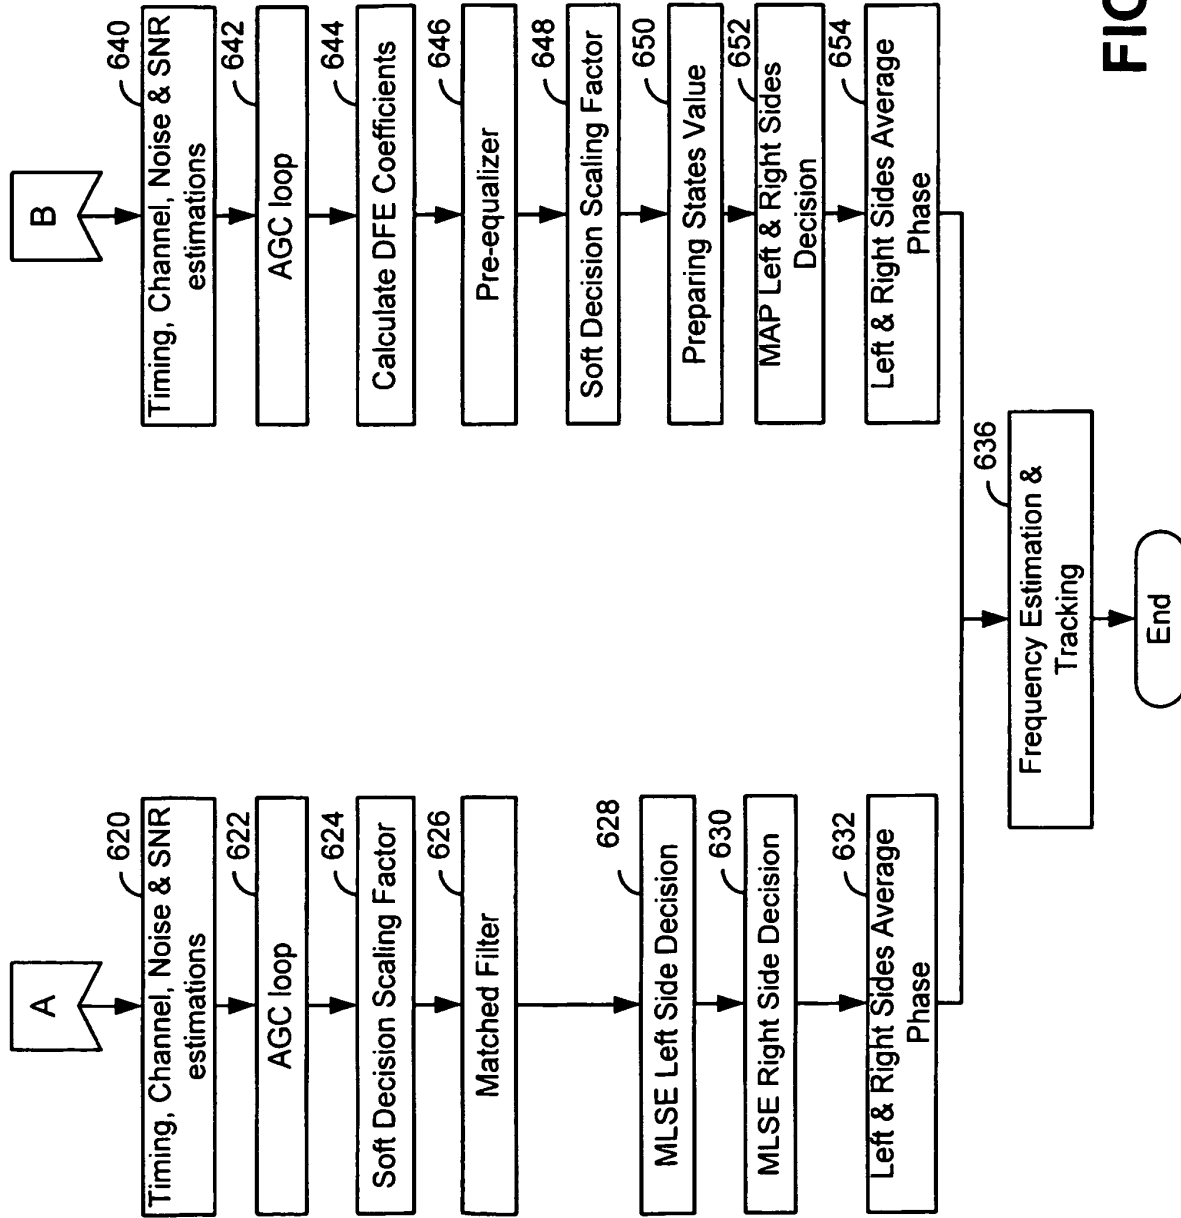 A
620
Timing, Channel, Noise & SNR
estimations
622
AGC loop
624
Soft Decision Scaling Factor
626
Matched Filter
628
MLSE Left Side Decision
630
MLSE Right Side Decision
632
Left & Right Sides Average
Phase
B
640
Timing, Channel, Noise & SNR
estimations
642
AGC loop
644
Calculate DFE Coefficients
646
Pre-equalizer
648
Soft Decision Scaling Factor
650
Preparing States Value
652
MAP Left & Right Sides
Decision
654
Left & Right Sides Average
Phase
636
Frequency Estimation &
Tracking
End